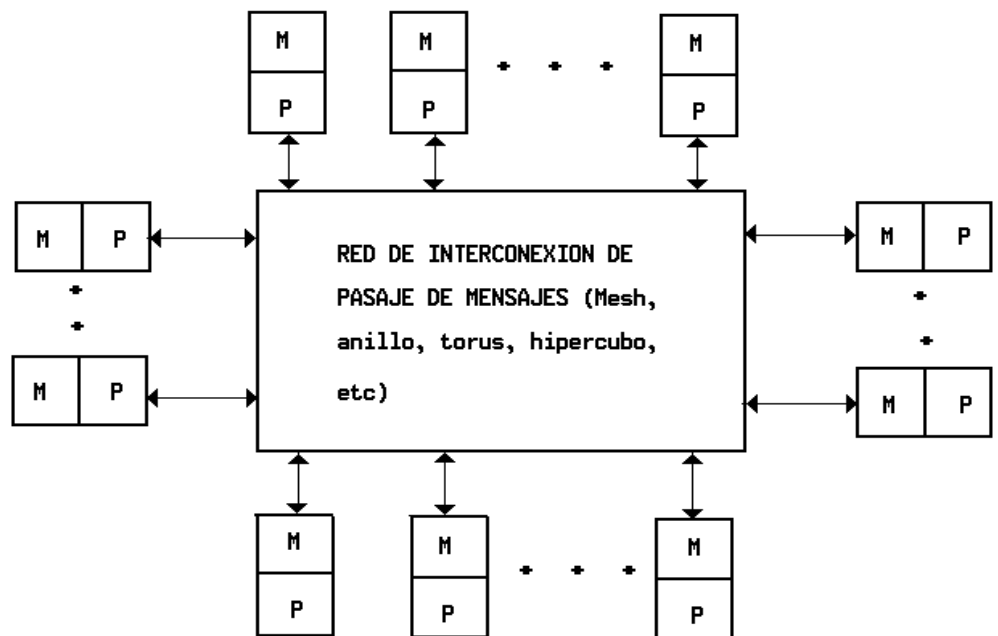 M M M
P P P
M P
M P
RED DE INTERCONEXION DE
PASAJE DE MENSAJES (Mesh,
anillo, torus, hipercubo,
etc)
M P
M P
M M M
P P P